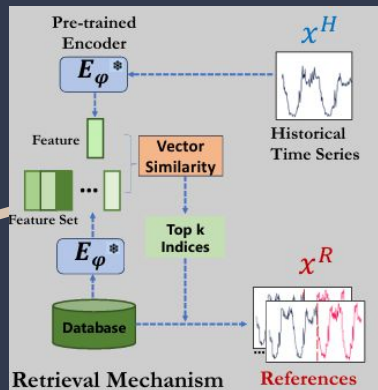 Pre-trained
Encoder
x^H
E_φ*
Feature
Historical
Time Series
Vector
Similarity
...
Feature Set
Top k
Indices
E_φ*
x^R
Database
...
Retrieval Mechanism
References